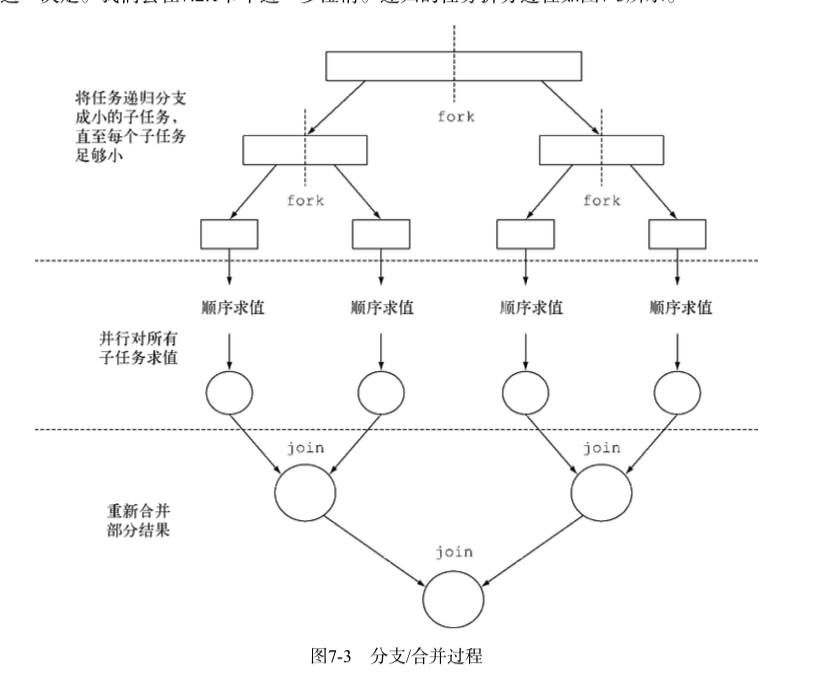 将任务递归分支
成小的子任务，
直至每个子任务
足够小
fork
fork
fork
顺序求值
顺序求值
顺序求值
顺序求值
并行对所有
子任务求值
join
join
重新合并
部分结果
join
图7-3 分支/合并过程